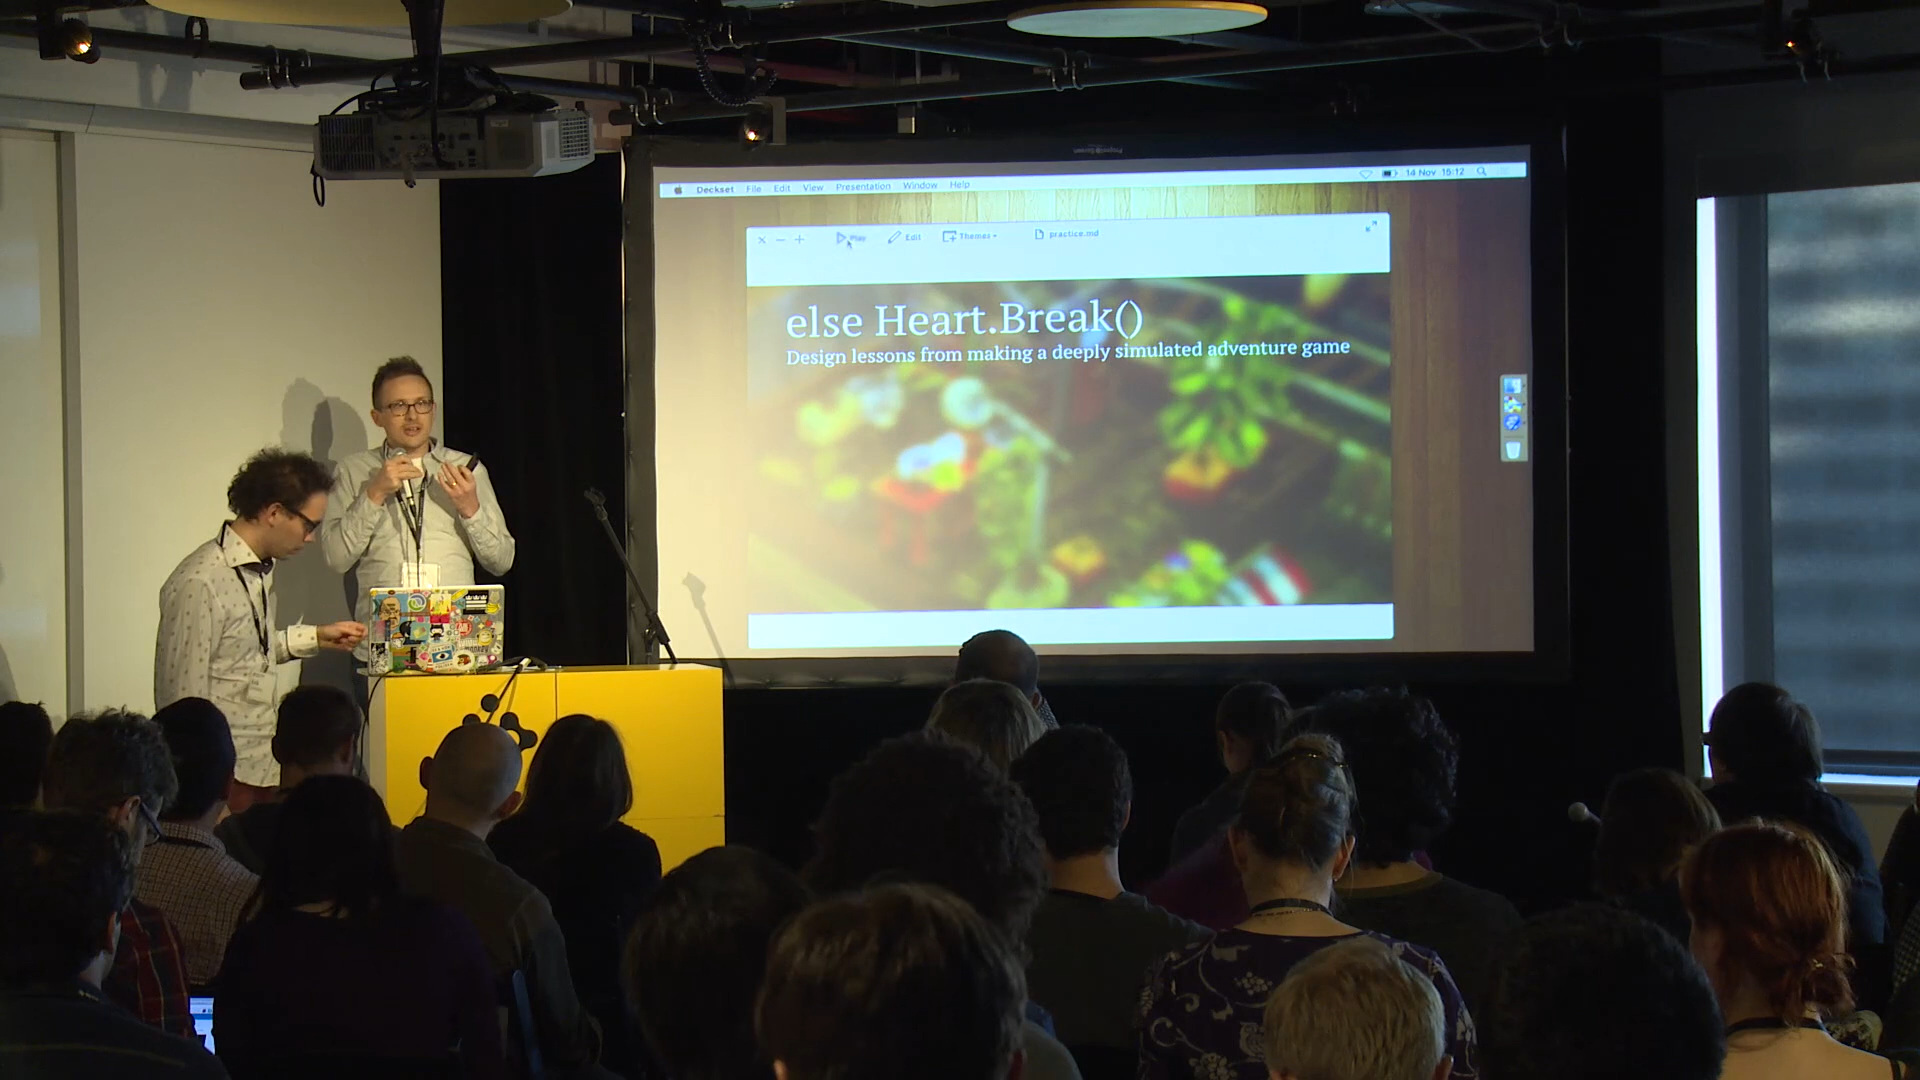 Deckset File Edit View Presentation Window Help
14 Nov 15:12
Play Edit Themes practice.md
else Heart.Break()
Design lessons from making a deeply simulated adventure game